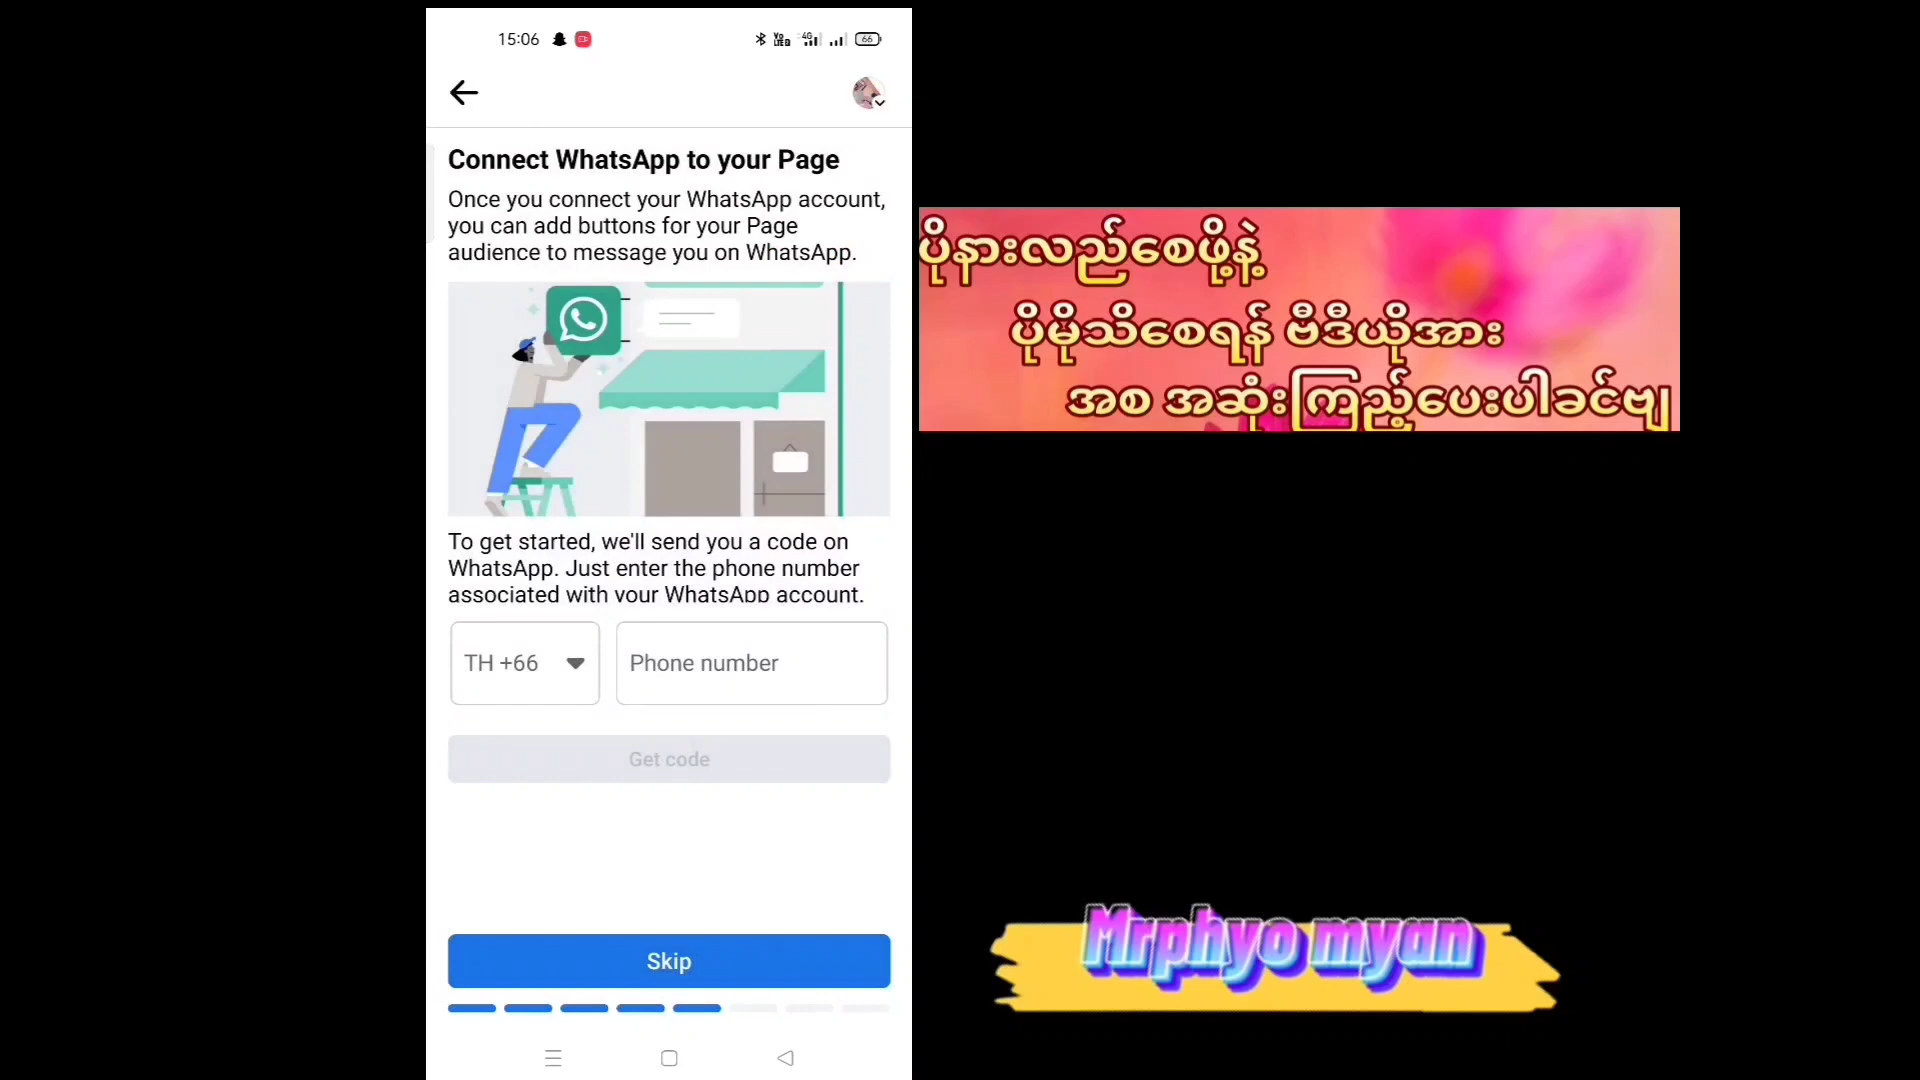 15:06
VoLTE 4G 66
Connect WhatsApp to your Page
Once you connect your WhatsApp account,
you can add buttons for your Page
audience to message you on WhatsApp.
To get started, we'll send you a code on
WhatsApp. Just enter the phone number
associated with your WhatsApp account.
TH +66
Phone number
Get code
Skip
ပိုနားလည်စေဖို့နဲ့
ပိုမိုသိစေရန် ဗီဒီယိုအား
အစ အဆုံးကြည့်ပေးပါခင်ဗျ
Mrphyo myan